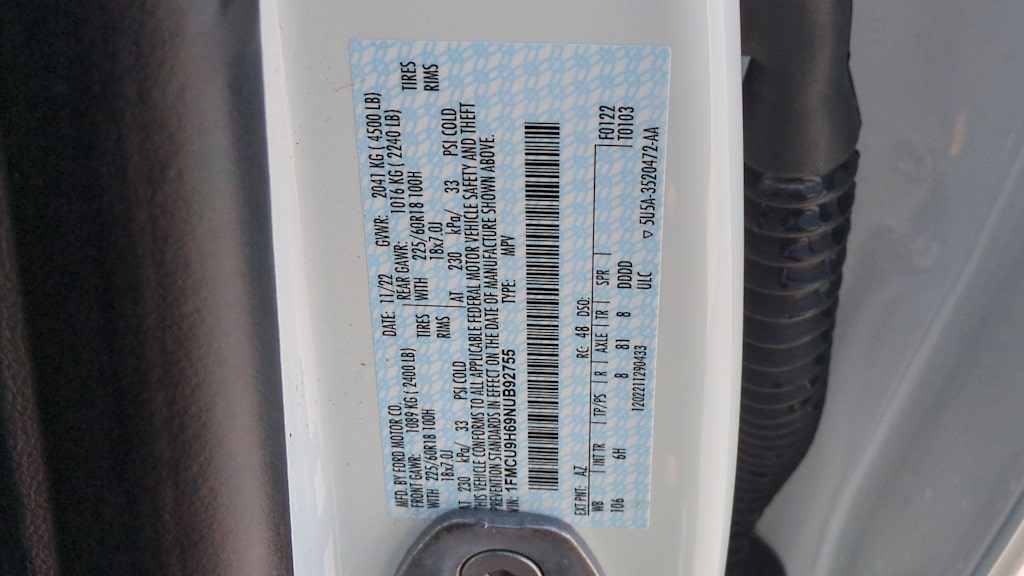 MFD. BY FORD MOTOR CO. DATE: 11/22 GVWR: 2041 KG ( 4500 LB)
FRONT GAWR: 1089 KG ( 2400LB) REAR GAWR: 1016 KG ( 2240 LB)
WITH 225/60R18 100H TIRES WITH 225/60R18 100H TIRES
18x7.0J RIMS 18x7.0J RIMS
AT 230 kPa/ 33 PSI COLD AT 230 kPa/ 33 PSI COLD
THIS VEHICLE CONFORMS TO ALL APPLICABLE FEDERAL MOTOR VEHICLE SAFETY AND THEFT
PREVENTION STANDARDS IN EFFECT ON THE DATE OF MANUFACTURE SHOWN ABOVE.
VIN: 1FMCU9H69NUB92755 TYPE: MPV
EXT PNT: AZ RC: 48 DSO: F0122
WB INT TR TP/PS R AXLE TR SPR T0103
106 6H 8 81 8 DDDD
ULC
1202211290433 ▽5U5A-3520472-AA